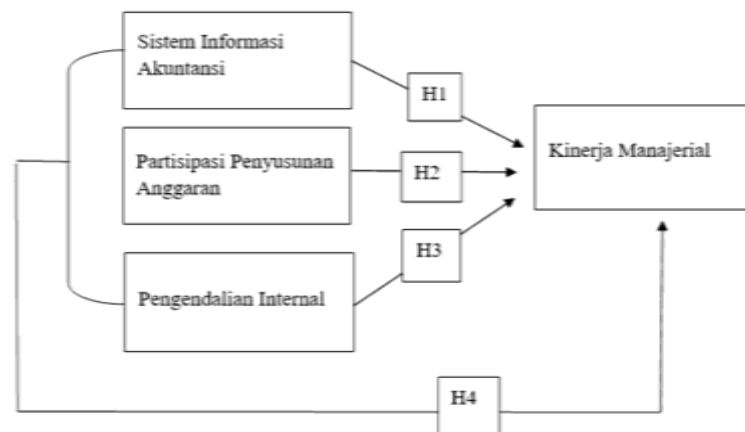 Sistem Informasi
Akuntansi
H1
Kinerja Manajerial
Partisipasi Penyusunan
Anggaran
H2
H3
Pengendalian Internal
H4